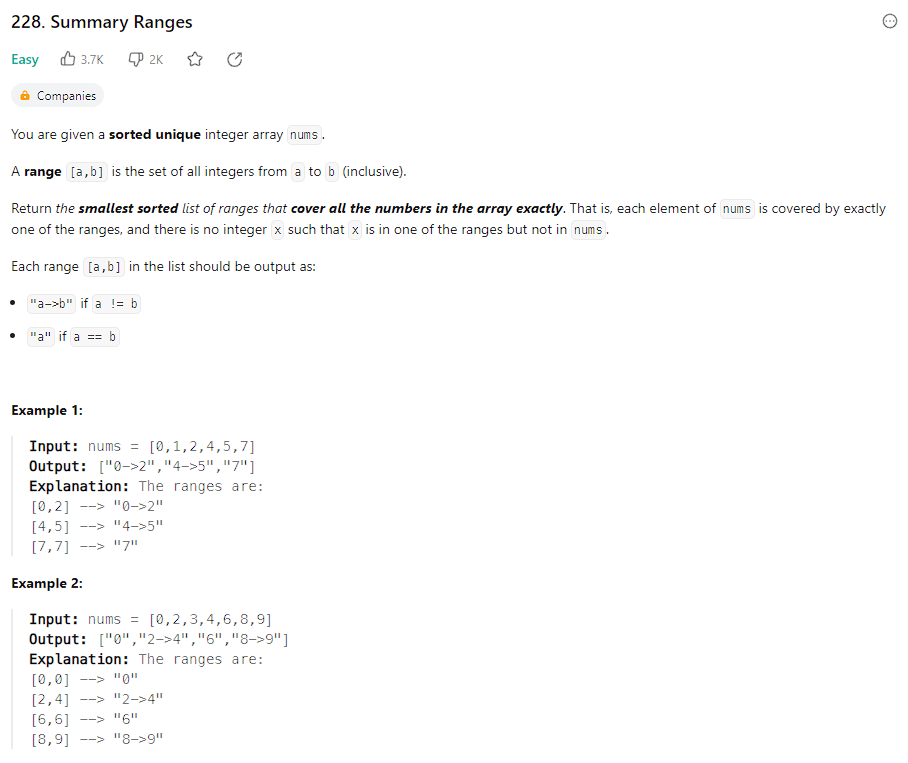 228. Summary Ranges
Easy 3.7K 2K
Companies
You are given a sorted unique integer array nums.
A range [a,b] is the set of all integers from a to b (inclusive).
Return the smallest sorted list of ranges that cover all the numbers in the array exactly. That is, each element of nums is covered by exactly
one of the ranges, and there is no integer x such that x is in one of the ranges but not in nums.
Each range [a,b] in the list should be output as:
• "a->b" if a != b
• "a" if a == b
Example 1:
Input: nums = [0,1,2,4,5,7]
Output: ["0->2","4->5","7"]
Explanation: The ranges are:
[0,2] --> "0->2"
[4,5] --> "4->5"
[7,7] --> "7"
Example 2:
Input: nums = [0,2,3,4,6,8,9]
Output: ["0","2->4","6","8->9"]
Explanation: The ranges are:
[0,0] --> "0"
[2,4] --> "2->4"
[6,6] --> "6"
[8,9] --> "8->9"